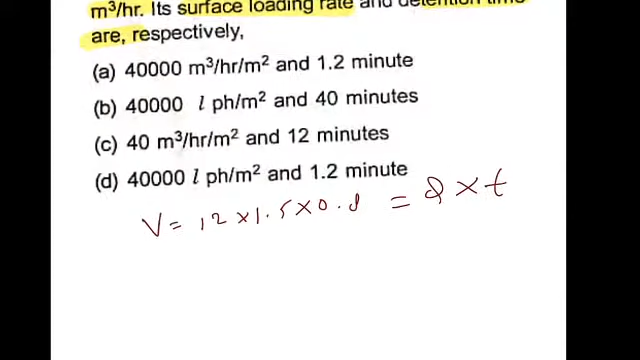 m³/hr. Its surface loading rate and detention time
are, respectively,
(a) 40000 m³/hr/m² and 1.2 minute
(b) 40000 l ph/m² and 40 minutes
(c) 40 m³/hr/m² and 12 minutes
(d) 40000 l ph/m² and 1.2 minute
V = 12 × 1.5 × 0.8 = Q × t